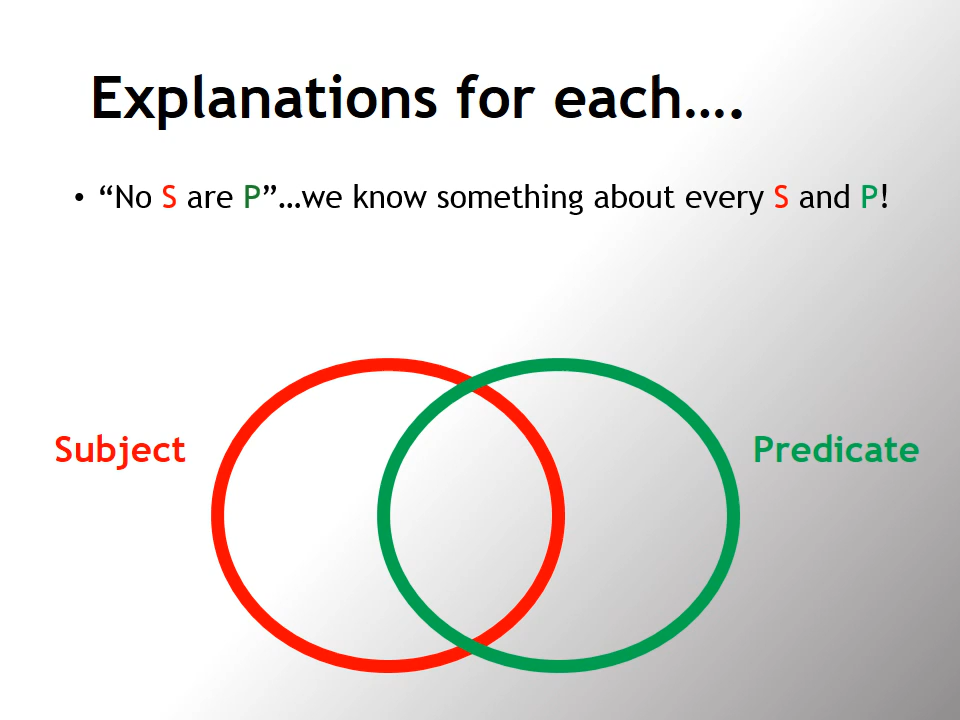 Explanations for each….
• “No S are P”…we know something about every S and P!
Subject
Predicate